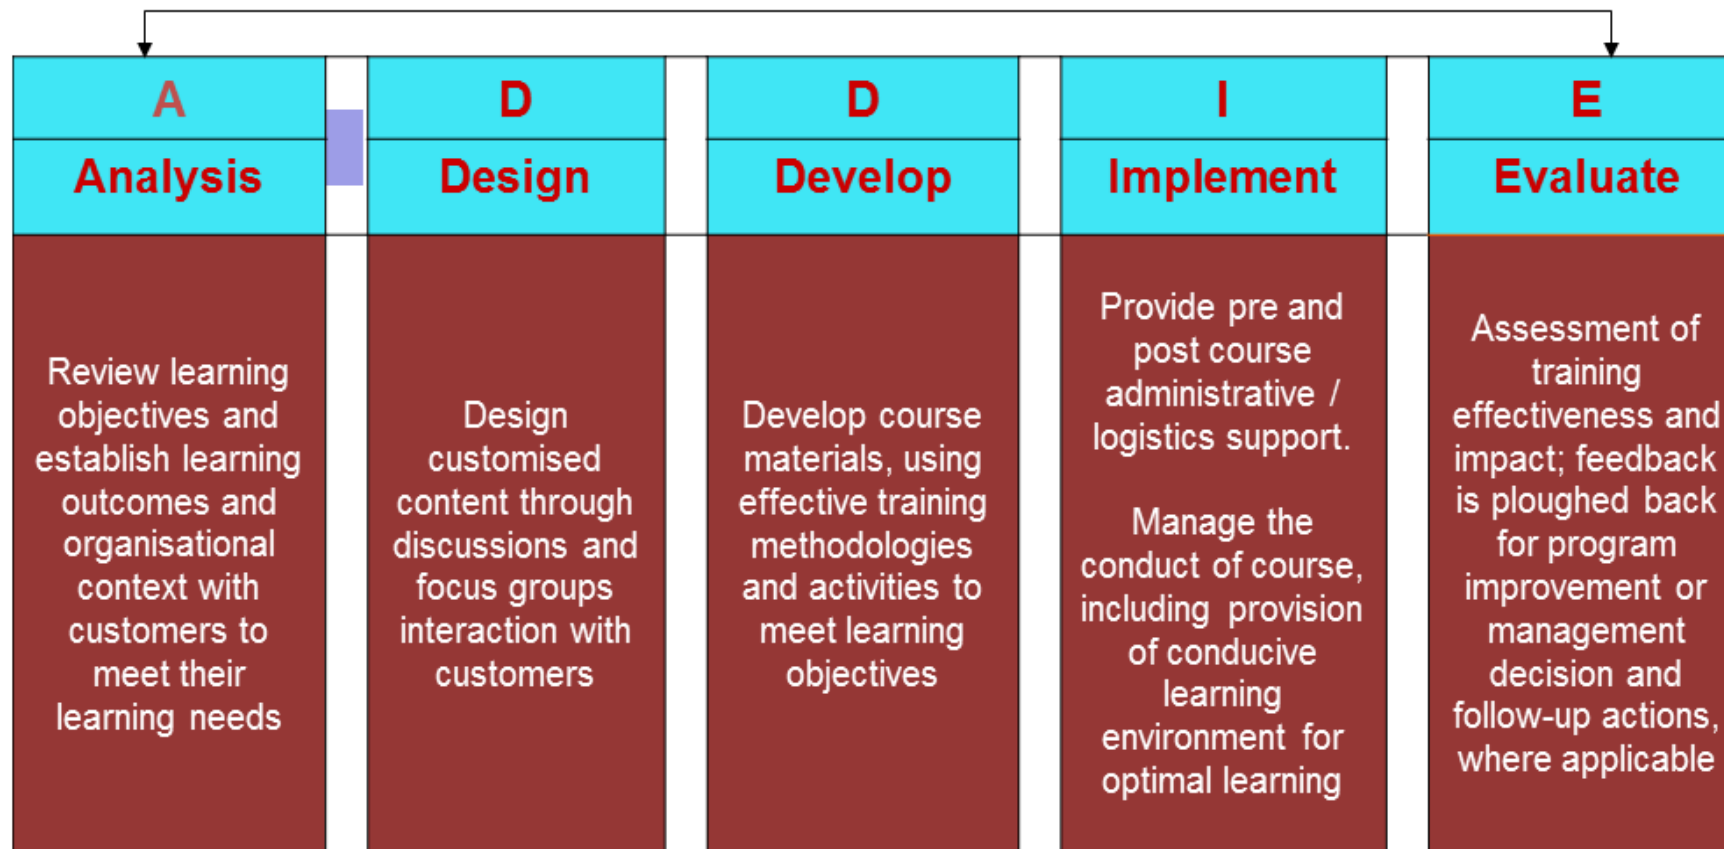 A
Analysis
Review learning
objectives and
establish learning
outcomes and
organisational
context with
customers to
meet their
learning needs
D
Design
Design
customised
content through
discussions and
focus groups
interaction with
customers
D
Develop
Develop course
materials, using
effective training
methodologies
and activities to
meet learning
objectives
I
Implement
Provide pre and
post course
administrative /
logistics support.
Manage the
conduct of course,
including provision
of conducive
learning
environment for
optimal learning
E
Evaluate
Assessment of
training
effectiveness and
impact; feedback
is ploughed back
for program
improvement or
management
decision and
follow-up actions,
where applicable